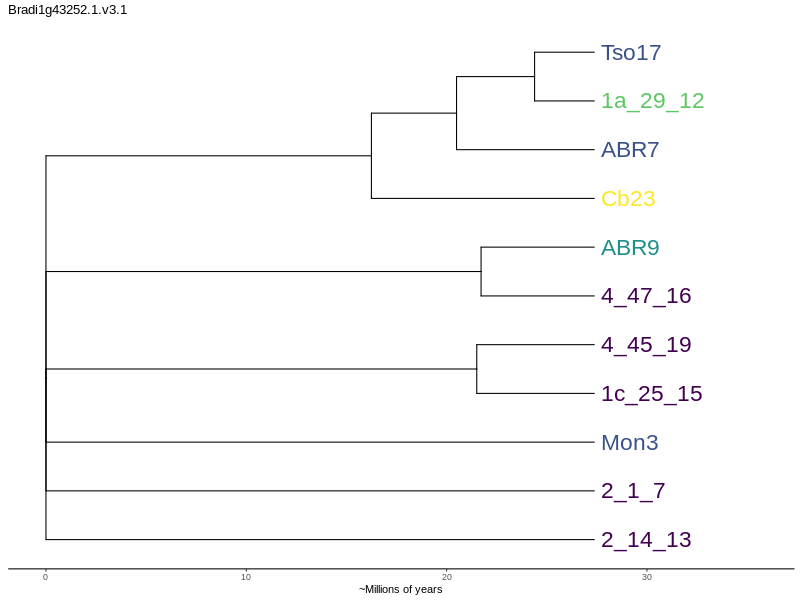 Bradi1g43252.1.v3.1
Tso17
1a_29_12
ABR7
Cb23
ABR9
4_47_16
4_45_19
1c_25_15
Mon3
2_1_7
2_14_13
0 10 20 30
~Millions of years